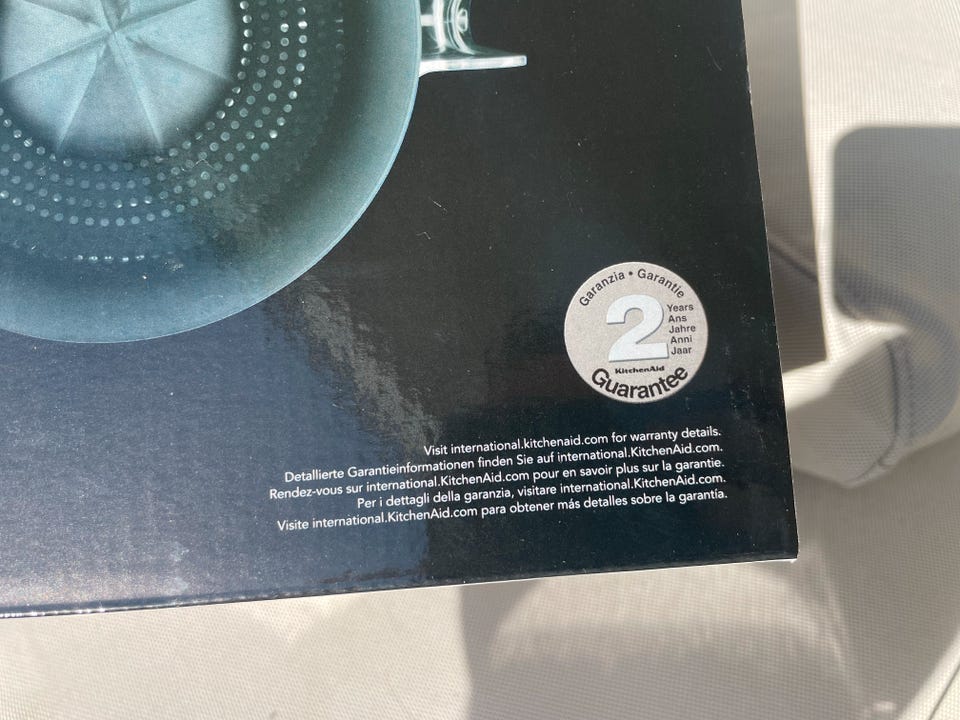 Garanzia • Garantie
2
Years
Ans
Jahre
Anni
Jaar
KitchenAid
Guarantee
Visit international.kitchenaid.com for warranty details.
Detallierte Garantieinformationen finden Sie auf international.KitchenAid.com.
Rendez-vous sur international.KitchenAid.com pour en savoir plus sur la garantie.
Per i dettagli della garanzia, visitare international.KitchenAid.com.
Visite international.KitchenAid.com para obtener más detalles sobre la garantía.